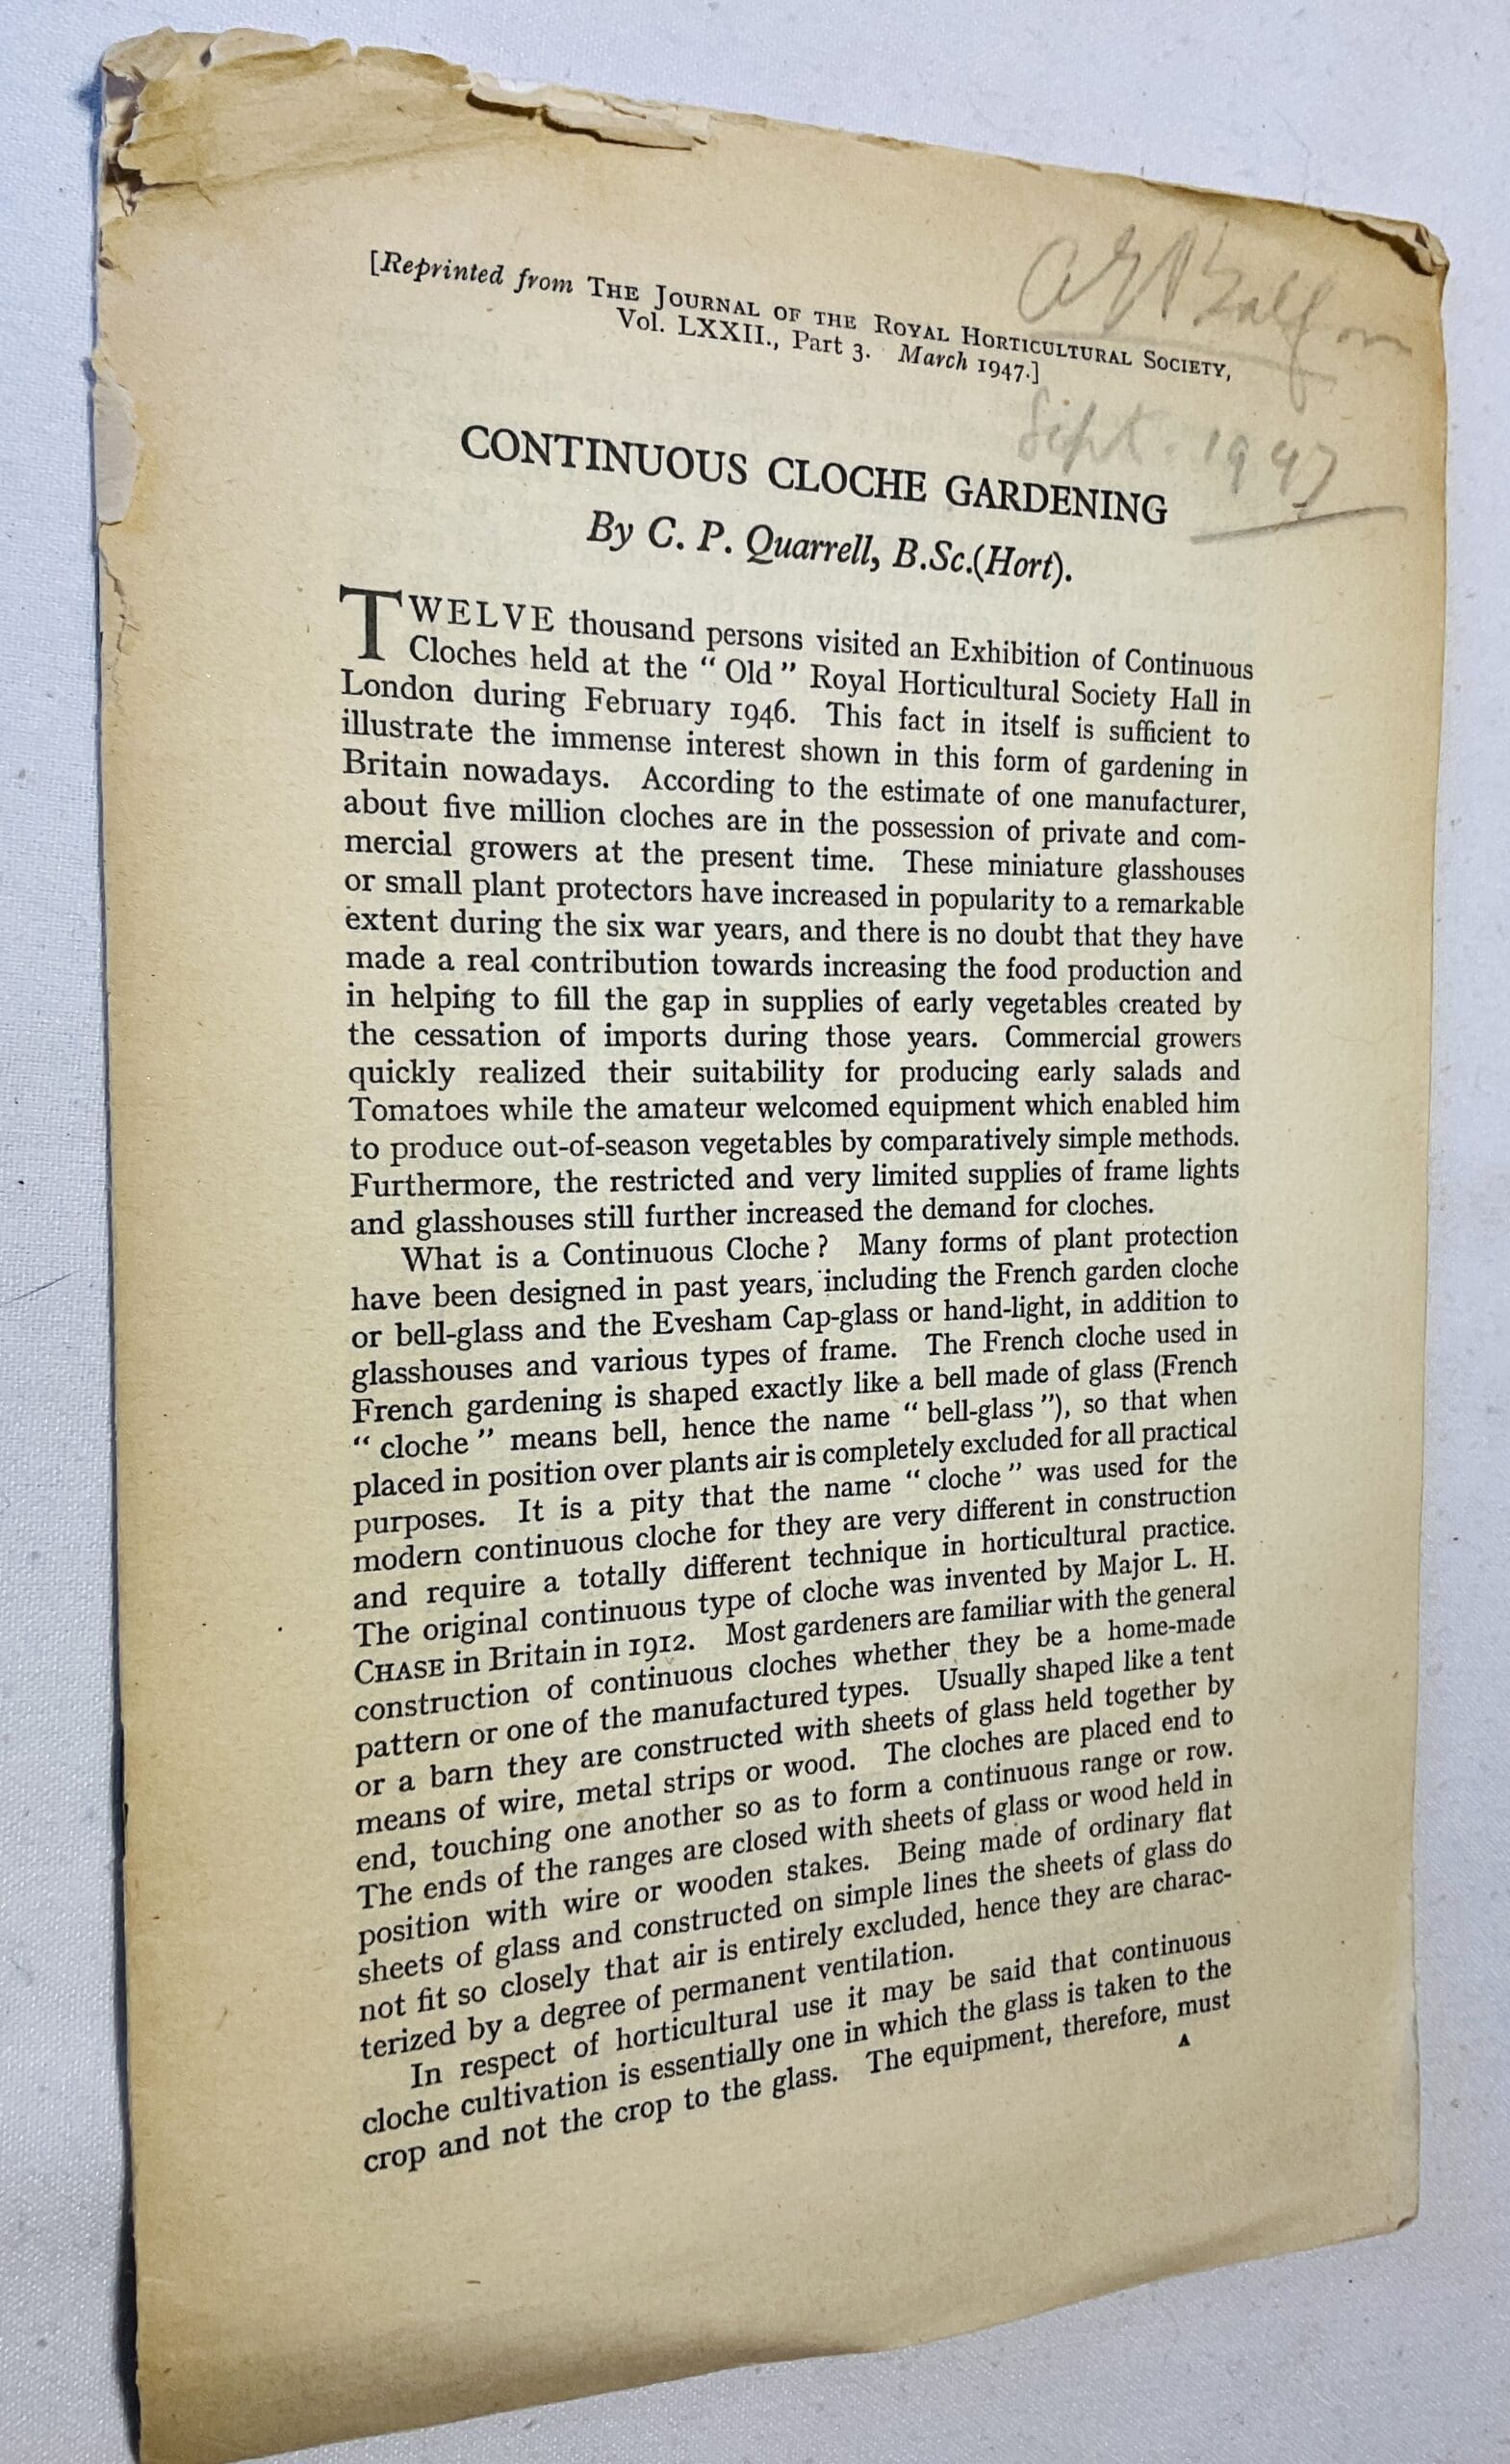 [Reprinted from THE JOURNAL OF THE ROYAL HORTICULTURAL SOCIETY,
Vol. LXXII., Part 3. March 1947.]
Sept. 1947
CONTINUOUS CLOCHE GARDENING
By C. P. Quarrell, B.Sc.(Hort).
TWELVE thousand persons visited an Exhibition of Continuous
Cloches held at the “ Old ” Royal Horticultural Society Hall in
London during February 1946. This fact in itself is sufficient to
illustrate the immense interest shown in this form of gardening in
Britain nowadays. According to the estimate of one manufacturer,
about five million cloches are in the possession of private and com-
mercial growers at the present time. These miniature glasshouses
or small plant protectors have increased in popularity to a remarkable
extent during the six war years, and there is no doubt that they have
made a real contribution towards increasing the food production and
in helping to fill the gap in supplies of early vegetables created by
the cessation of imports during those years. Commercial growers
quickly realized their suitability for producing early salads and
Tomatoes while the amateur welcomed equipment which enabled him
to produce out-of-season vegetables by comparatively simple methods.
Furthermore, the restricted and very limited supplies of frame lights
and glasshouses still further increased the demand for cloches.
What is a Continuous Cloche ? Many forms of plant protection
have been designed in past years, including the French garden cloche
or bell-glass and the Evesham Cap-glass or hand-light, in addition to
glasshouses and various types of frame. The French cloche used in
French gardening is shaped exactly like a bell made of glass (French
“ cloche ” means bell, hence the name “ bell-glass ”), so that when
placed in position over plants air is completely excluded for all practical
purposes. It is a pity that the name “ cloche ” was used for the
modern continuous cloche for they are very different in construction
and require a totally different technique in horticultural practice.
The original continuous type of cloche was invented by Major L. H.
CHASE in Britain in 1912. Most gardeners are familiar with the general
construction of continuous cloches whether they be a home-made
pattern or one of the manufactured types. Usually shaped like a tent
or a barn they are constructed with sheets of glass held together by
means of wire, metal strips or wood. The cloches are placed end to
end, touching one another so as to form a continuous range or row.
The ends of the ranges are closed with sheets of glass or wood held in
position with wire or wooden stakes. Being made of ordinary flat
sheets of glass and constructed on simple lines the sheets of glass do
not fit so closely that air is entirely excluded, hence they are charac-
terized by a degree of permanent ventilation.
In respect of horticultural use it may be said that continuous
cloche cultivation is essentially one in which the glass is taken to the
crop and not the crop to the glass. The equipment, therefore, must
A